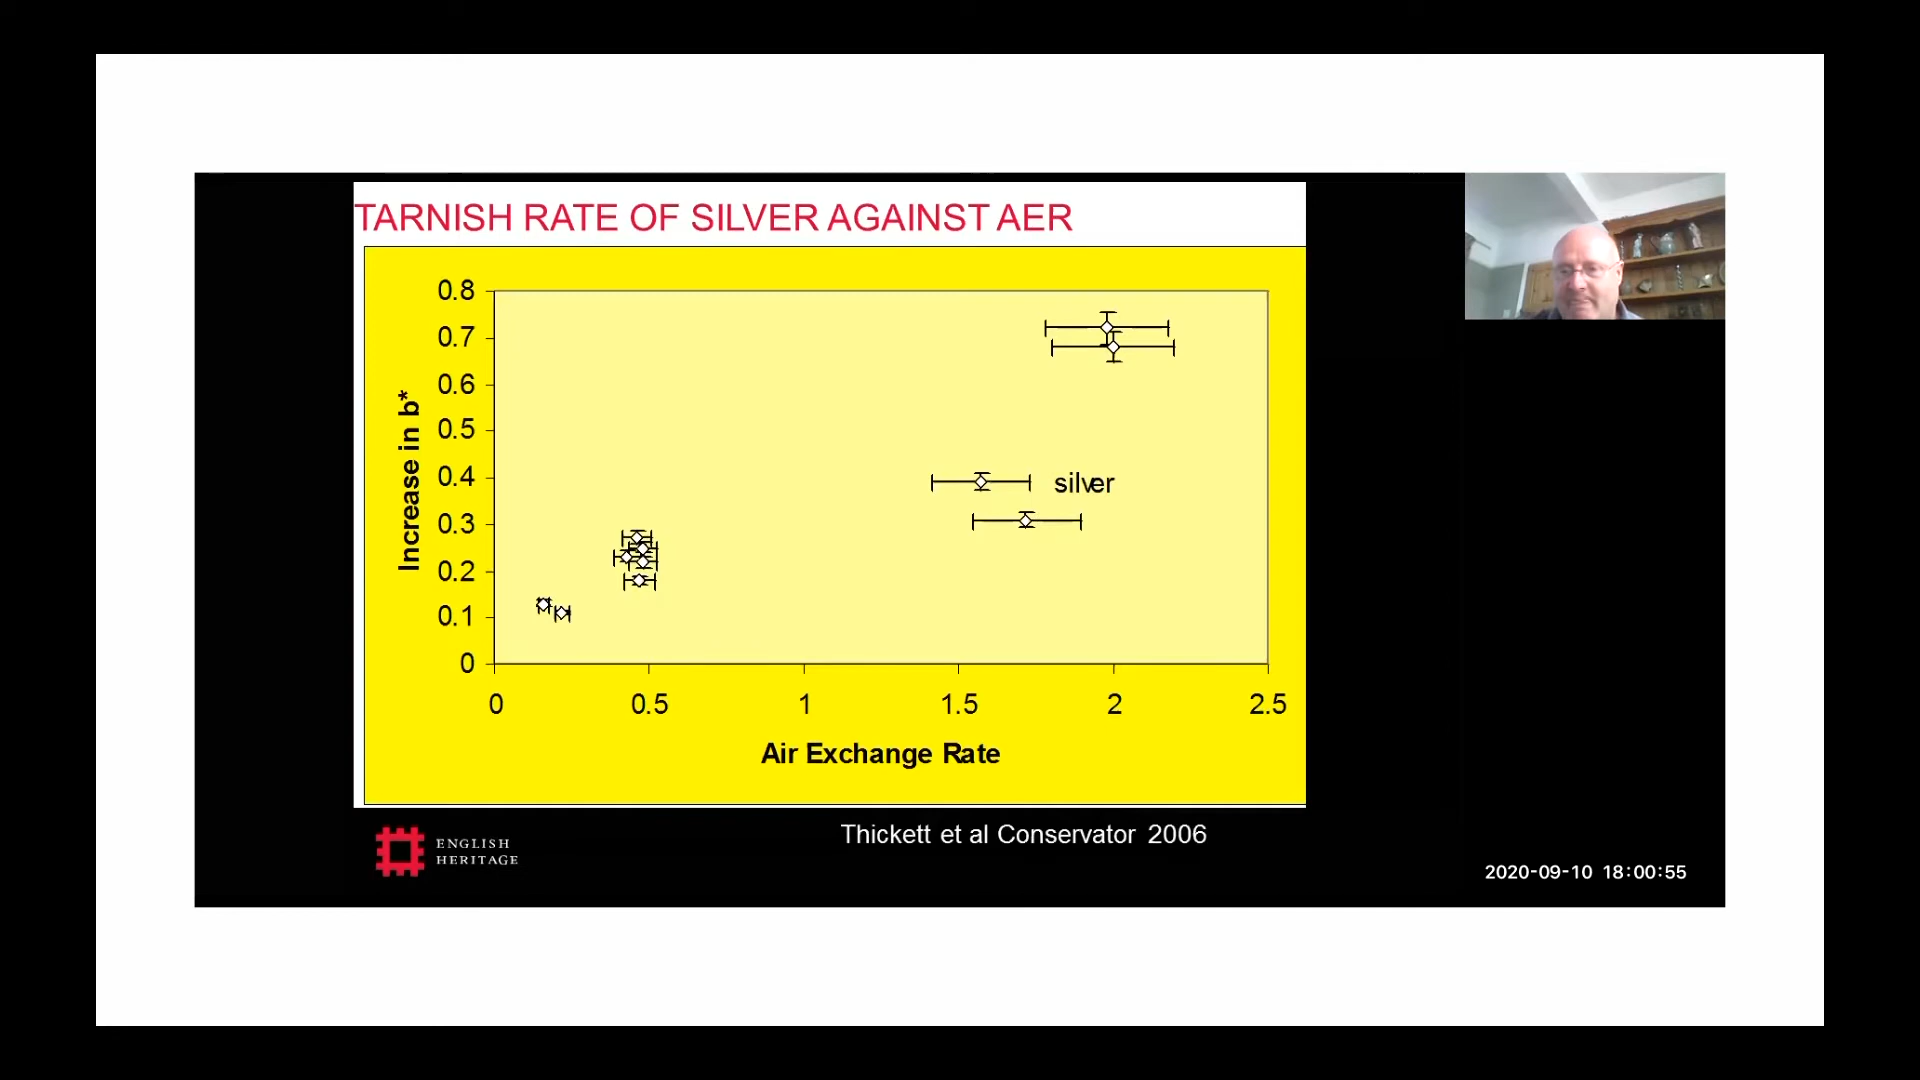 TARNISH RATE OF SILVER AGAINST AER
0.8
0.7
0.6
0.5
0.4
0.3
0.2
0.1
0
Increase in b*
silver
0 0.5 1 1.5 2 2.5
Air Exchange Rate
Thickett et al Conservator 2006
ENGLISH
HERITAGE
2020-09-10 18:00:55